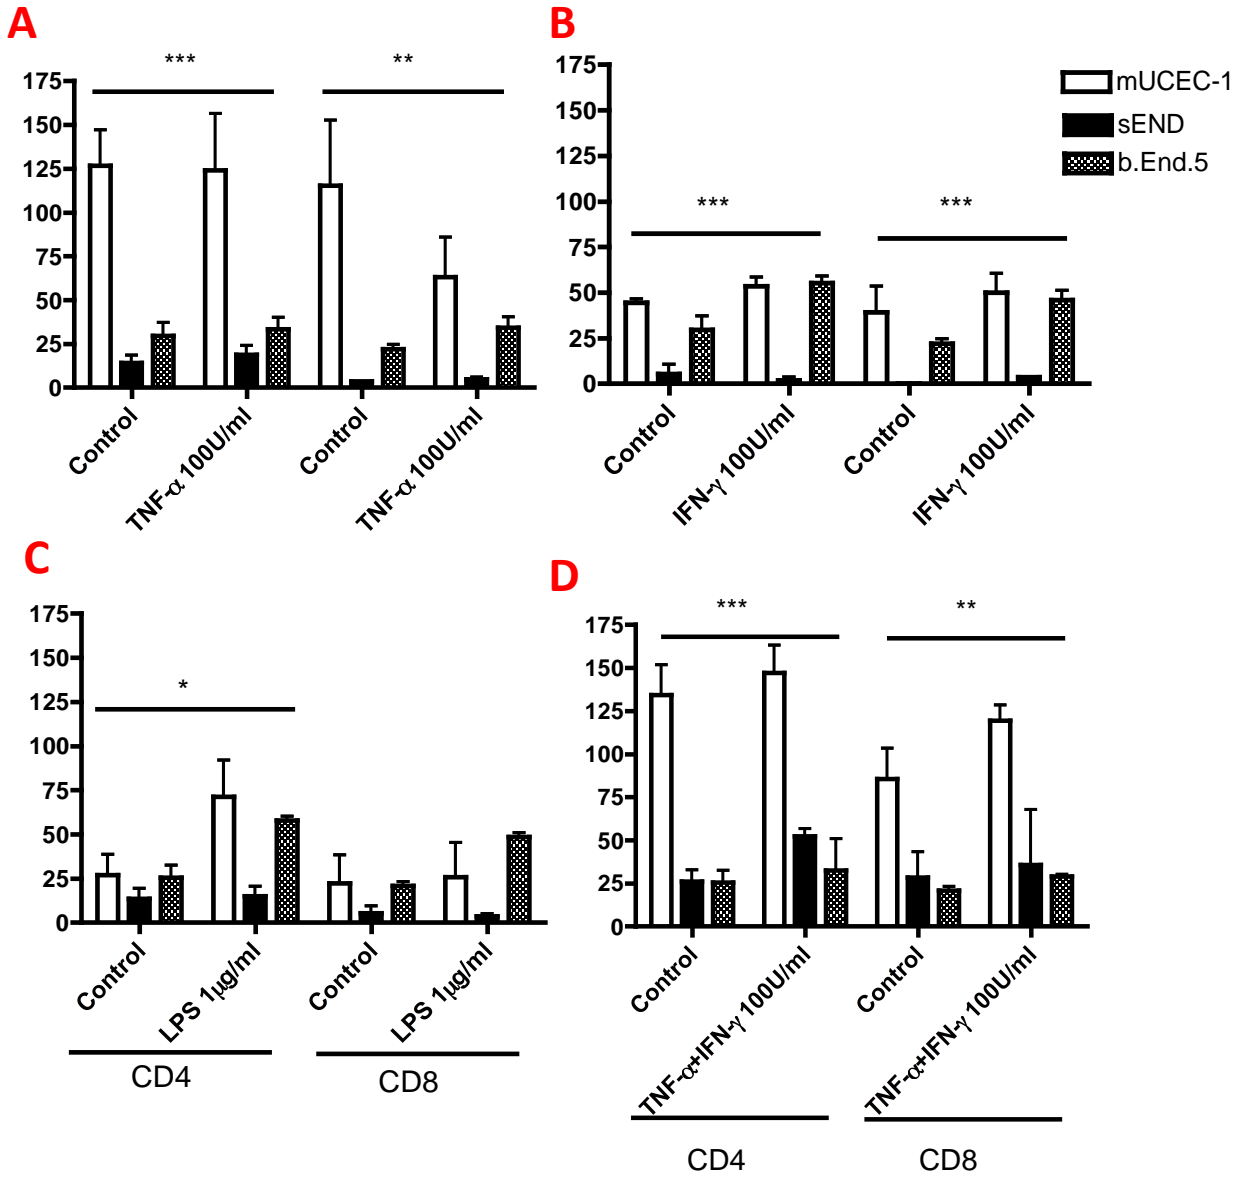 A
***
**
175
150
125
100
75
50
25
0
Control
TNF-α 100U/ml
Control
TNF-α 100U/ml
B
175
150
125
100
75
50
25
0
***
***
mUCEC-1
sEND
b.End.5
Control
IFN-γ 100U/ml
Control
IFN-γ 100U/ml
C
175
150
125
100
75
50
25
0
*
Control
LPS 1µg/ml
Control
LPS 1µg/ml
CD4
CD8
D
***
**
175
150
125
100
75
50
25
0
Control
TNF-α+IFN-γ 100U/ml
Control
TNF-α+IFN-γ 100U/ml
CD4
CD8